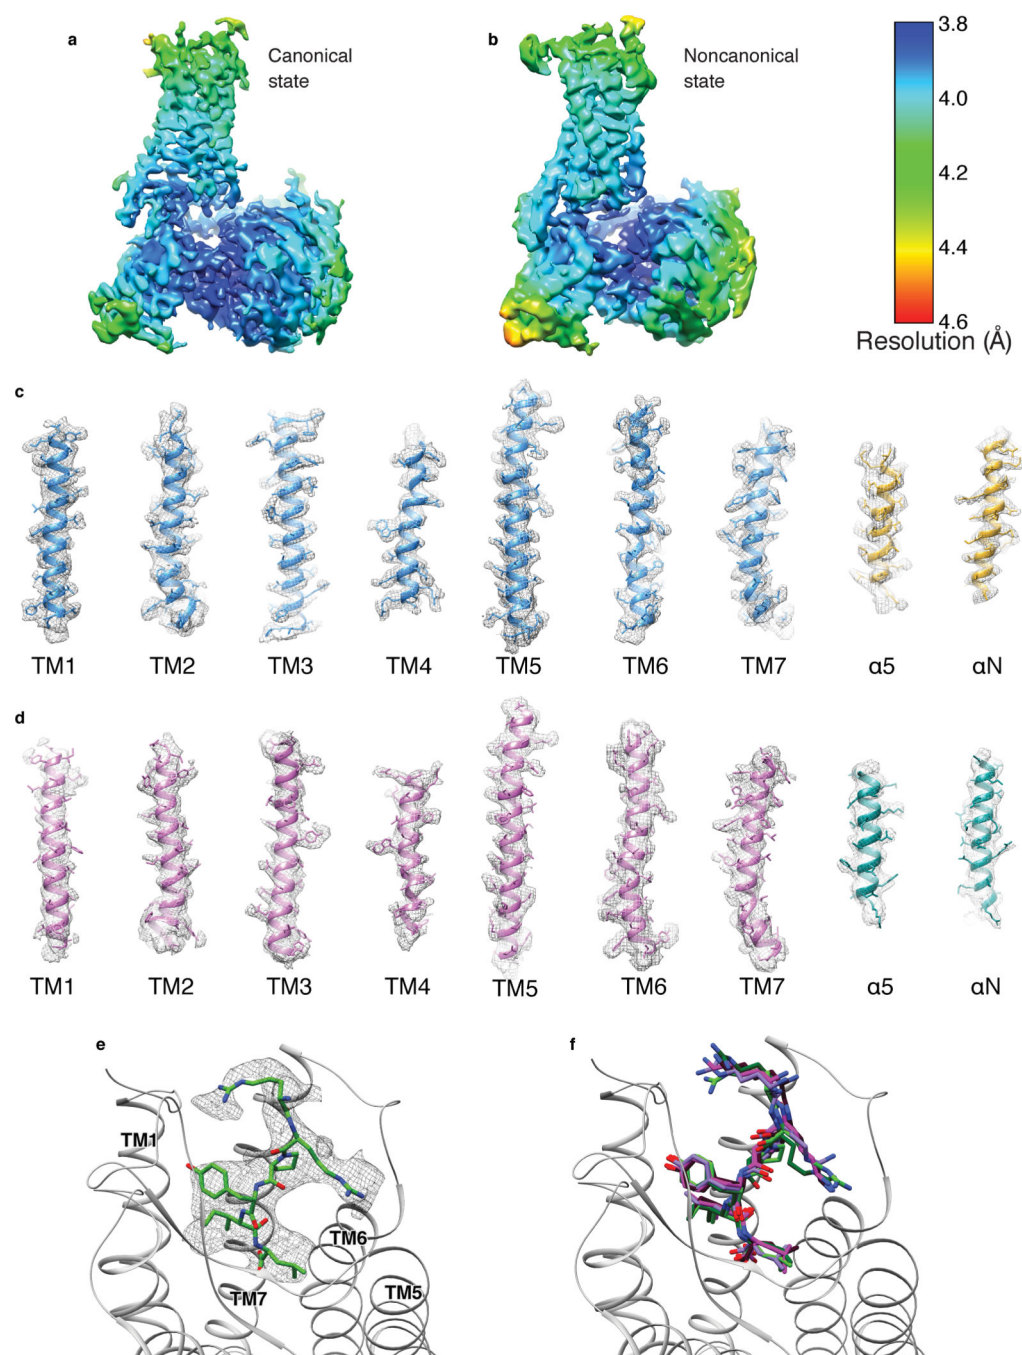 a
Canonical
state
b
Noncanonical
state
3.8
4.0
4.2
4.4
4.6
Resolution (Å)
c
TM1 TM2 TM3 TM4 TM5 TM6 TM7 α5 αN
d
TM1 TM2 TM3 TM4 TM5 TM6 TM7 α5 αN
e
TM1
TM6
TM7
TM5
f